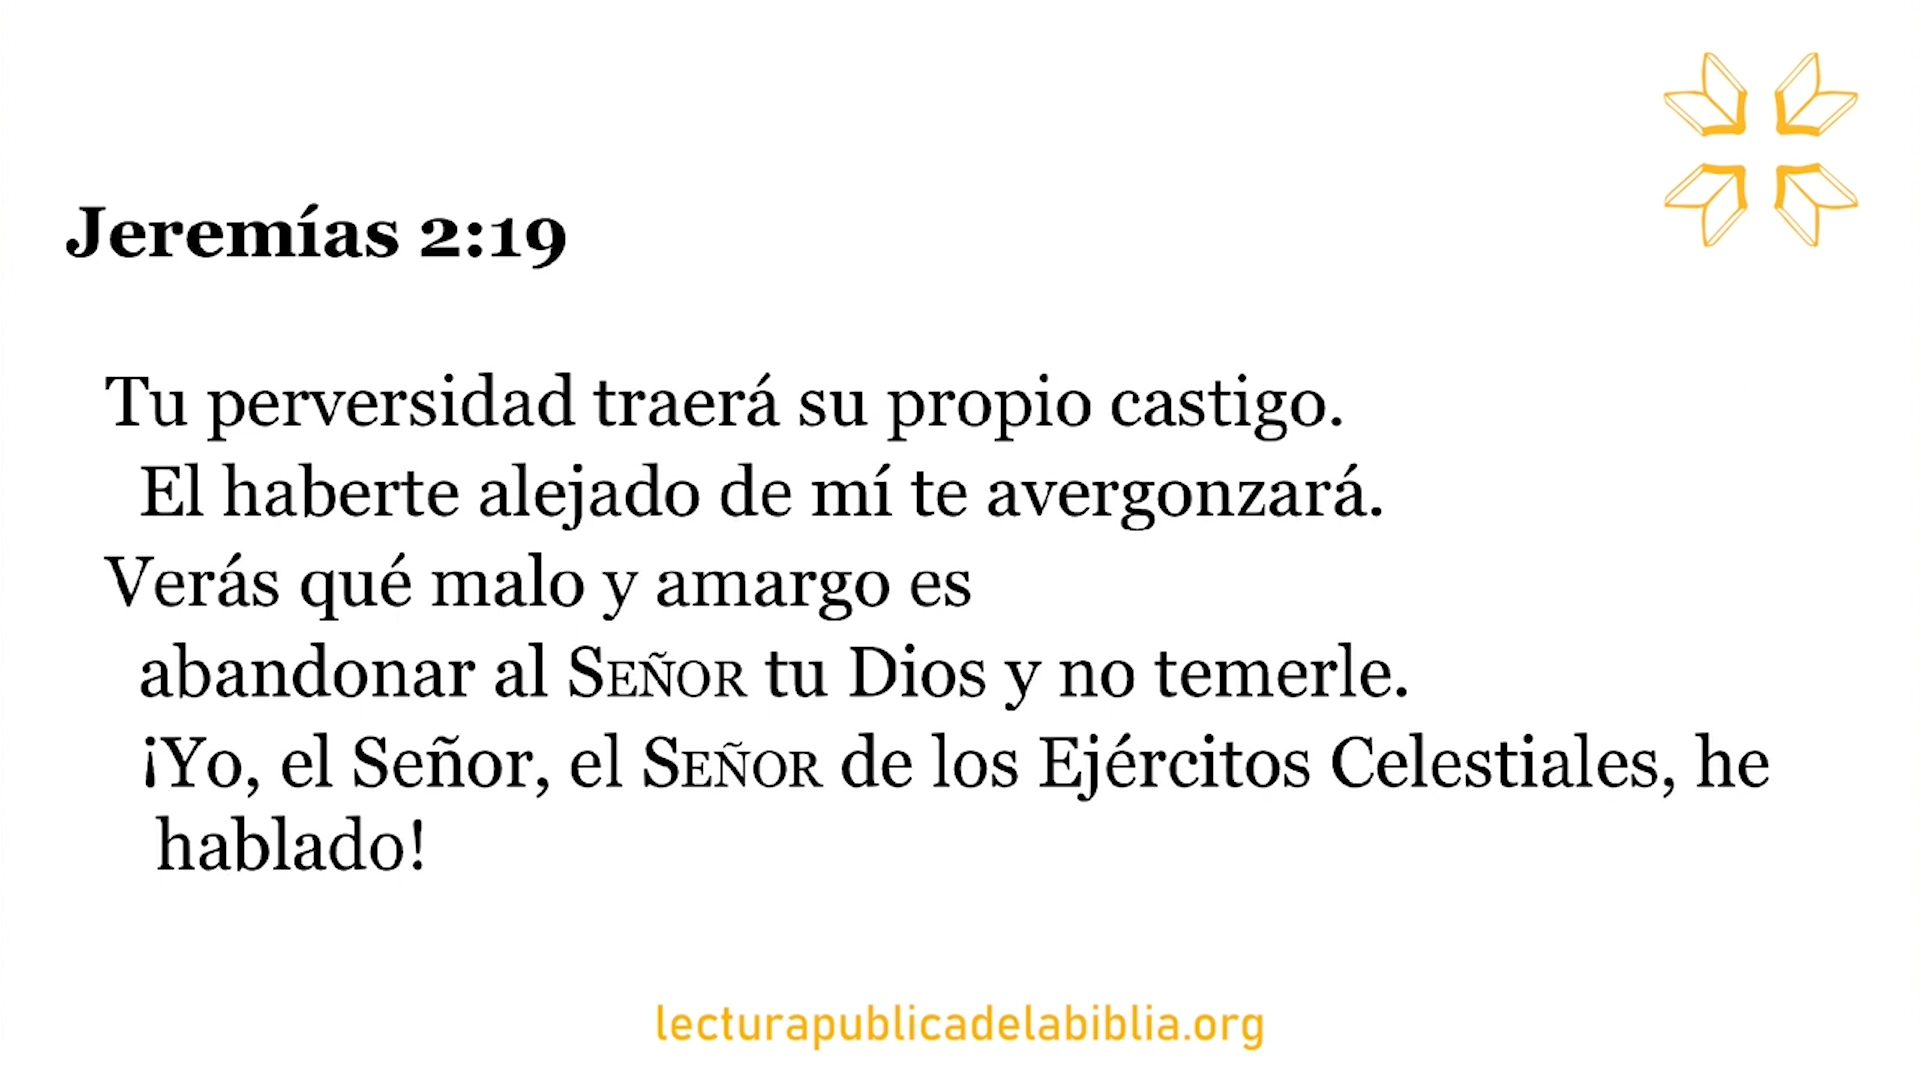 Jeremías 2:19
Tu perversidad traerá su propio castigo.
El haberte alejado de mí te avergonzará.
Verás qué malo y amargo es
abandonar al SEÑOR tu Dios y no temerle.
¡Yo, el Señor, el SEÑOR de los Ejércitos Celestiales, he
hablado!
lecturapublicadelabiblia.org